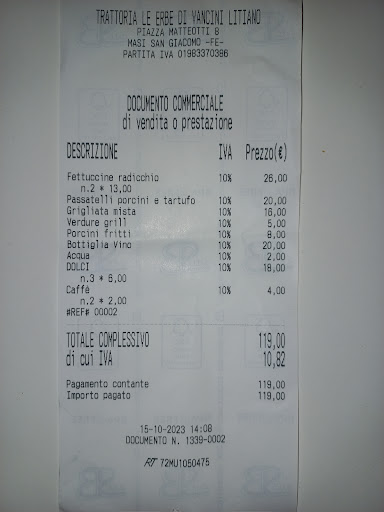 TRATTORIA LE ERBE DI VANCINI LITIANO
PIAZZA MATTEOTTI 8
MASI SAN GIACOMO -FE-
PARTITA IVA 01983370386
DOCUMENTO COMMERCIALE
di vendita o prestazione
DESCRIZIONE IVA Prezzo(€)
Fettuccine radicchio 10% 26,00
n.2 * 13,00
Passatelli porcini e tartufo 10% 20,00
Grigliata mista 10% 16,00
Verdure grill 10% 5,00
Porcini fritti 10% 8,00
Bottiglia Vino 10% 20,00
Acqua 10% 2,00
DOLCI 10% 18,00
n.3 * 6,00
Caffè 10% 4,00
n.2 * 2,00
#REF# 00002
TOTALE COMPLESSIVO 119,00
di cui IVA 10,82
Pagamento contante 119,00
Importo pagato 119,00
15-10-2023 14:08
DOCUMENTO N. 1339-0002
RT 72MU1050475